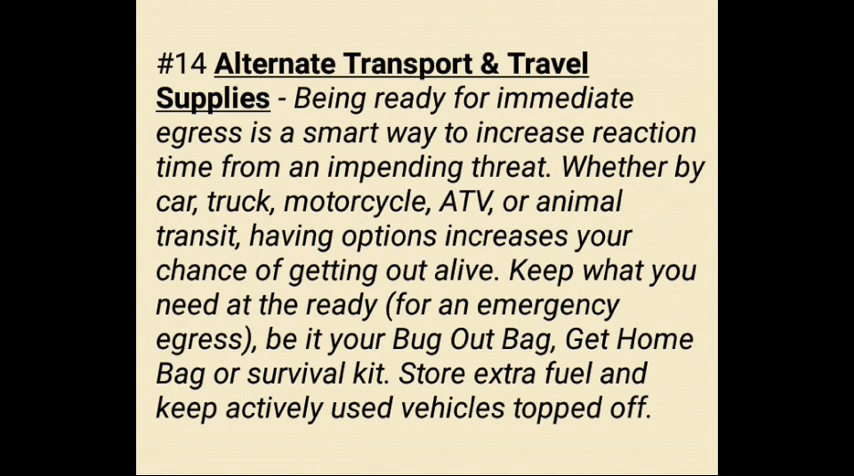 #14 Alternate Transport & Travel
Supplies - Being ready for immediate
egress is a smart way to increase reaction
time from an impending threat. Whether by
car, truck, motorcycle, ATV, or animal
transit, having options increases your
chance of getting out alive. Keep what you
need at the ready (for an emergency
egress), be it your Bug Out Bag, Get Home
Bag or survival kit. Store extra fuel and
keep actively used vehicles topped off.